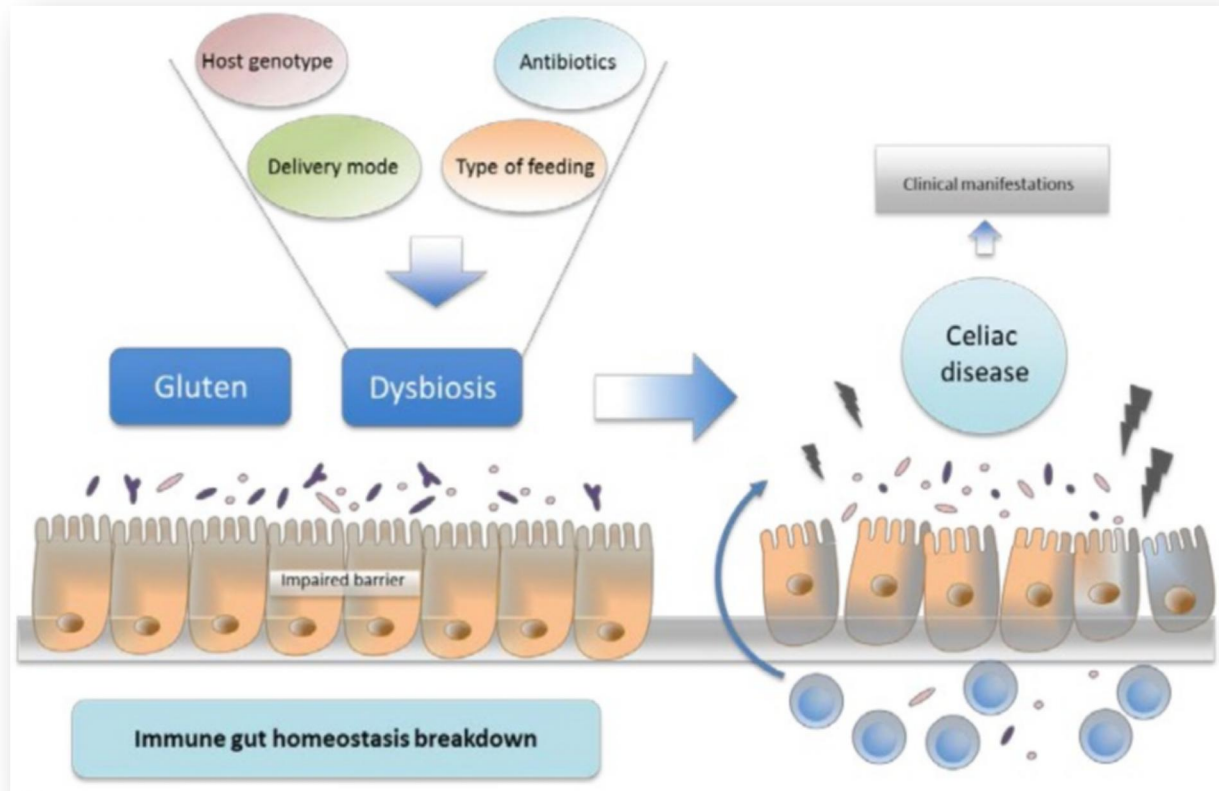 Host genotype
Antibiotics
Delivery mode
Type of feeding
Clinical manifestations
Celiac
disease
Gluten
Dysbiosis
Impaired barrier
Immune gut homeostasis breakdown